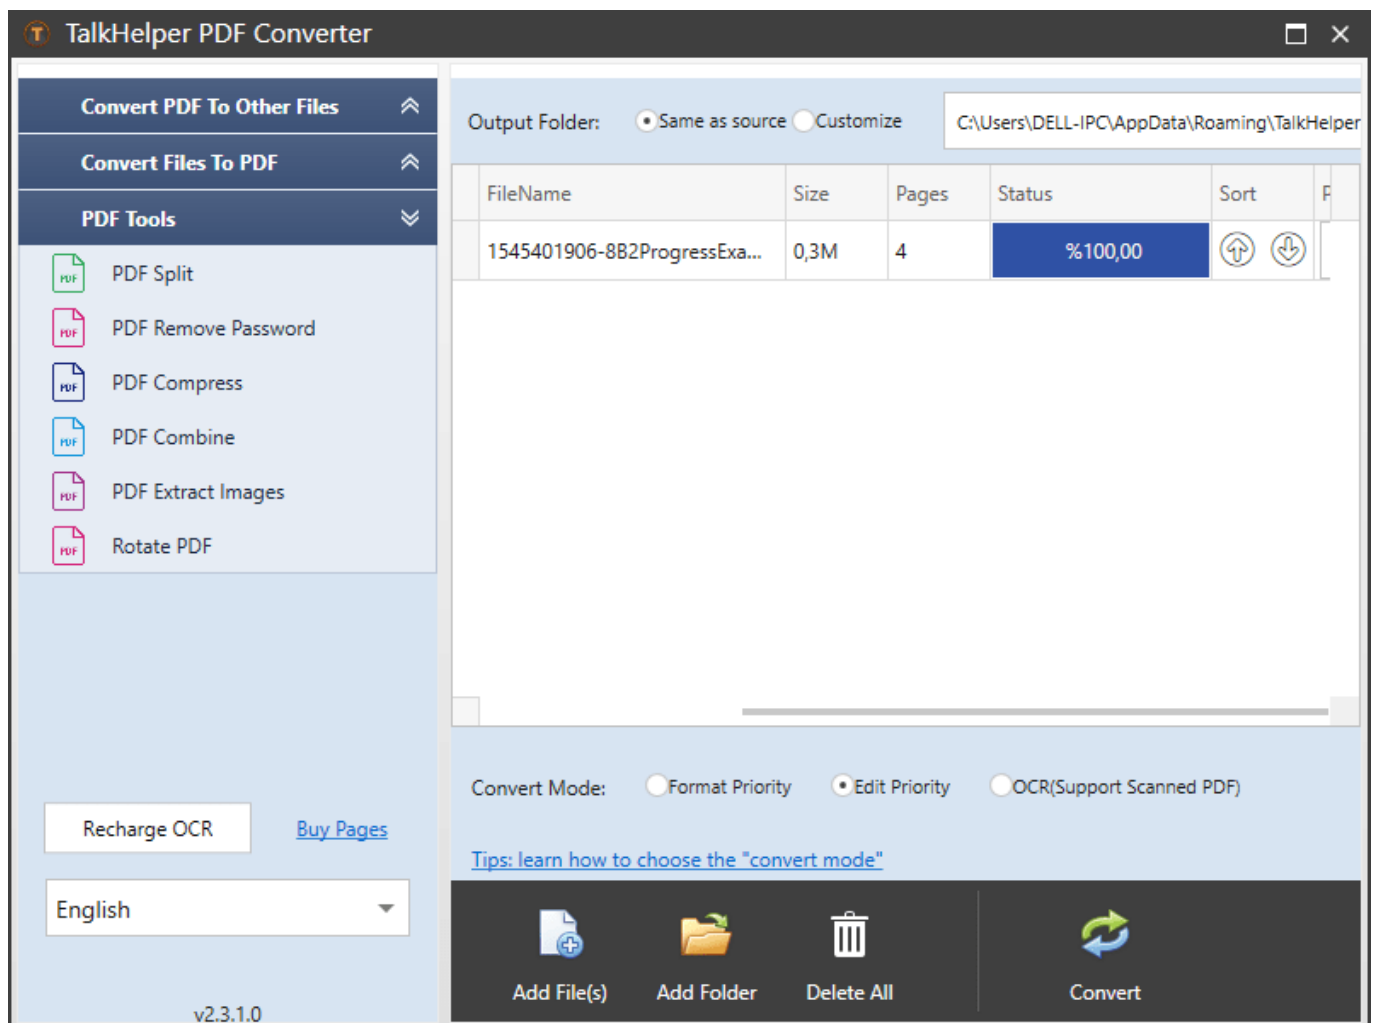 TalkHelper PDF Converter
Convert PDF To Other Files
Convert Files To PDF
PDF Tools
PDF Split
PDF Remove Password
PDF Compress
PDF Combine
PDF Extract Images
Rotate PDF
Recharge OCR Buy Pages
English
v2.3.1.0
Output Folder: Same as source Customize C:\Users\DELL-IPC\AppData\Roaming\TalkHelper
FileName Size Pages Status Sort
1545401906-8B2ProgressExa... 0,3M 4 %100,00
Convert Mode: Format Priority Edit Priority OCR(Support Scanned PDF)
Tips: learn how to choose the "convert mode"
Add File(s) Add Folder Delete All Convert